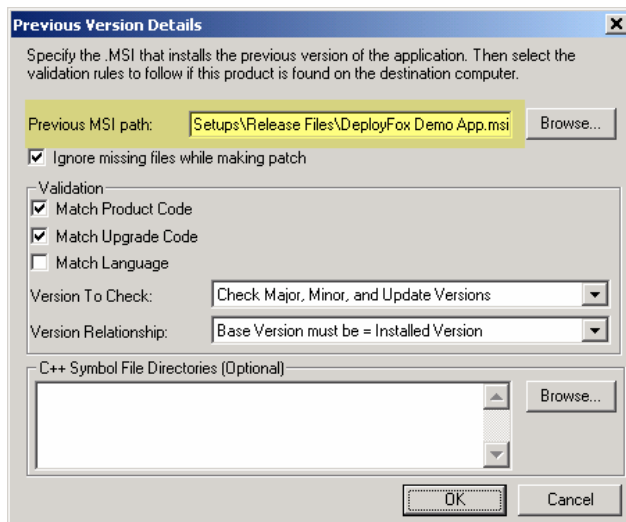 Previous Version Details
Specify the .MSI that installs the previous version of the application. Then select the
validation rules to follow if this product is found on the destination computer.
Previous MSI path: Setups\Release Files\DeployFox Demo App.msi Browse...
Ignore missing files while making patch
Validation
Match Product Code
Match Upgrade Code
Match Language
Version To Check: Check Major, Minor, and Update Versions
Version Relationship: Base Version must be = Installed Version
C++ Symbol File Directories (Optional)
Browse...
OK Cancel